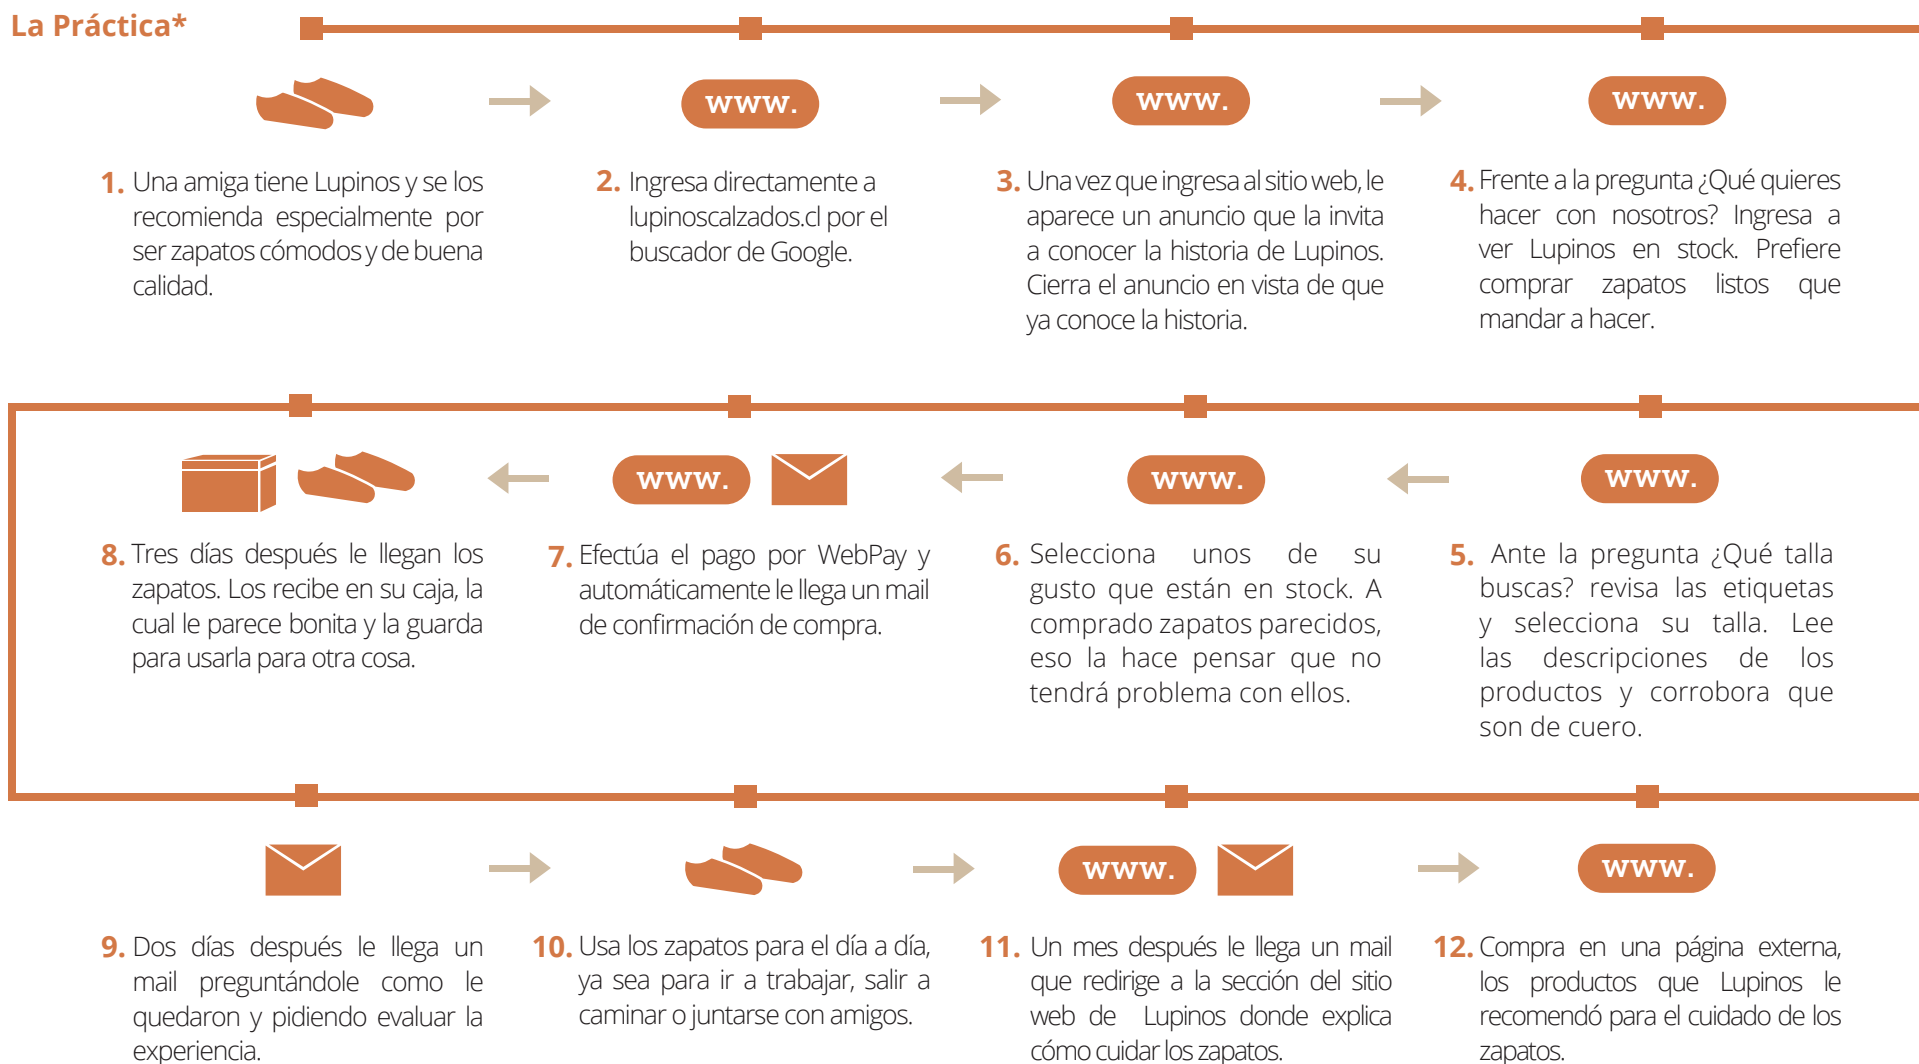 La Práctica*
www.
www.
www.
1. Una amiga tiene Lupinos y se los
recomienda especialmente por
ser zapatos cómodos y de buena
calidad.
2. Ingresa directamente a
lupinoscalzados.cl por el
buscador de Google.
3. Una vez que ingresa al sitio web, le
aparece un anuncio que la invita
a conocer la historia de Lupinos.
Cierra el anuncio en vista de que
ya conoce la historia.
4. Frente a la pregunta ¿Qué quieres
hacer con nosotros? Ingresa a
ver Lupinos en stock. Prefiere
comprar zapatos listos que
mandar a hacer.
www.
www.
www.
5. Ante la pregunta ¿Qué talla
buscas? revisa las etiquetas
y selecciona su talla. Lee
las descripciones de los
productos y corrobora que
son de cuero.
6. Selecciona unos de su
gusto que están en stock. A
comprado zapatos parecidos,
eso la hace pensar que no
tendrá problema con ellos.
7. Efectúa el pago por WebPay y
automáticamente le llega un mail
de confirmación de compra.
8. Tres días después le llegan los
zapatos. Los recibe en su caja, la
cual le parece bonita y la guarda
para usarla para otra cosa.
www.
www.
9. Dos días después le llega un
mail preguntándole como le
quedaron y pidiendo evaluar la
experiencia.
10. Usa los zapatos para el día a día,
ya sea para ir a trabajar, salir a
caminar o juntarse con amigos.
11. Un mes después le llega un mail
que redirige a la sección del sitio
web de Lupinos donde explica
cómo cuidar los zapatos.
12. Compra en una página externa,
los productos que Lupinos le
recomendó para el cuidado de los
zapatos.